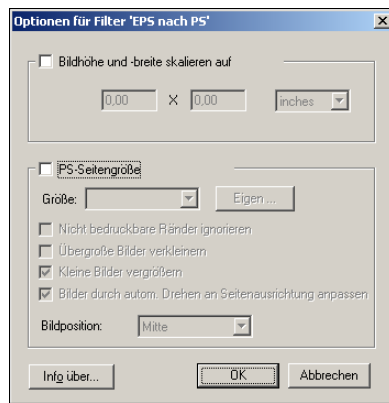 Optionen für Filter 'EPS nach PS'
Bildhöhe und -breite skalieren auf
0,00 X 0,00 inches
PS-Seitengröße
Größe: Eigen ...
Nicht bedruckbare Ränder ignorieren
Übergroße Bilder verkleinern
Kleine Bilder vergrößern
Bilder durch autom. Drehen an Seitenausrichtung anpassen
Bildposition: Mitte
Info über... OK Abbrechen